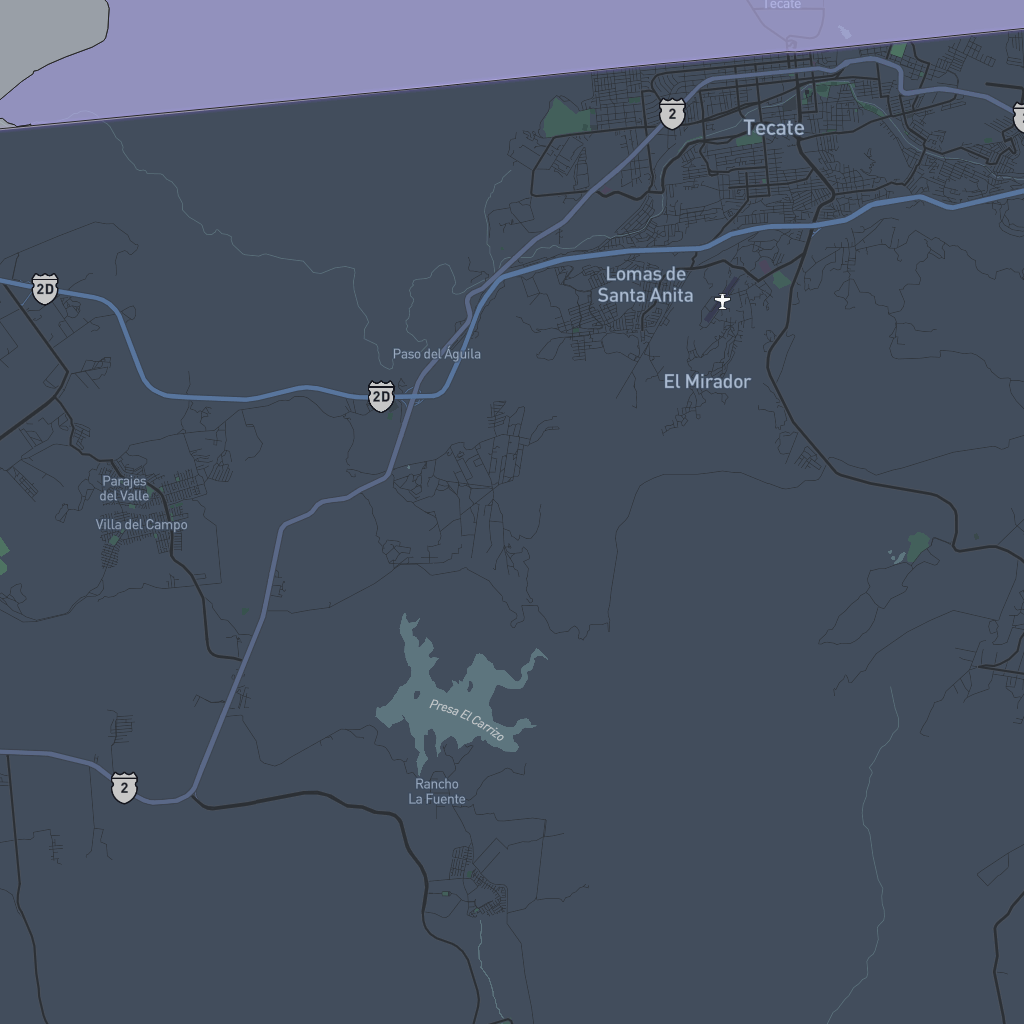 Tecate
2
Tecate
Lomas de
Santa Anita
2D
Paso del Águila
El Mirador
2D
Parajes
del Valle
Villa del Campo
Presa El Carrizo
2
Rancho
La Fuente